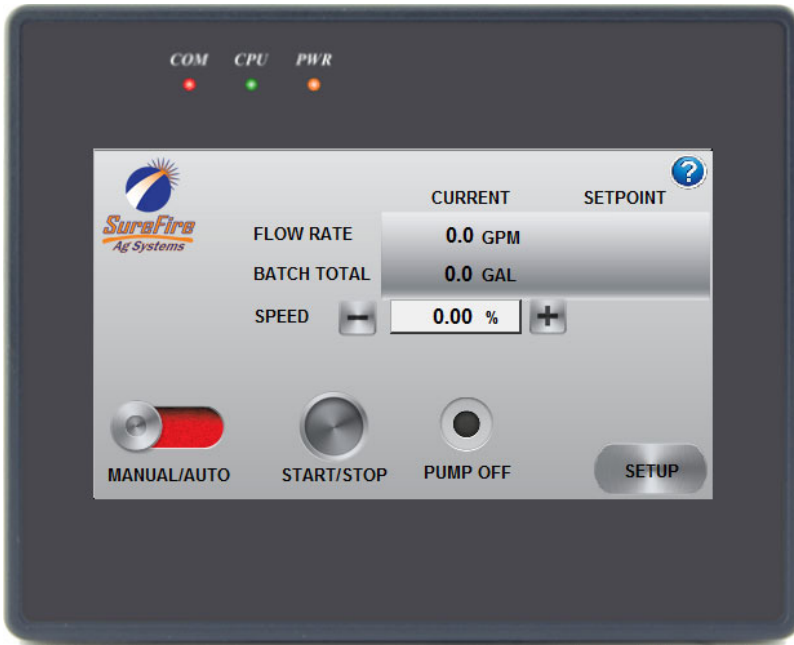 COM CPU PWR
?
CURRENT SETPOINT
SureFire
Ag Systems
FLOW RATE 0.0 GPM
BATCH TOTAL 0.0 GAL
SPEED − 0.00 % +
MANUAL/AUTO START/STOP PUMP OFF SETUP